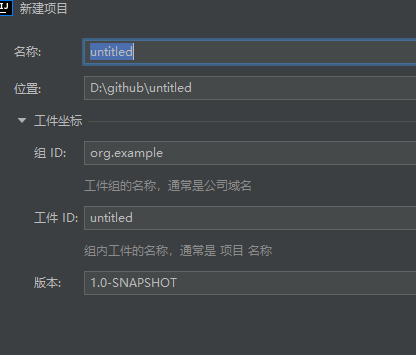 IJ 新建项目
名称: untitled
位置: D:\github\untitled
工件坐标
组 ID: org.example
工件组的名称，通常是公司域名
工件 ID: untitled
组内工件的名称，通常是 项目 名称
版本: 1.0-SNAPSHOT